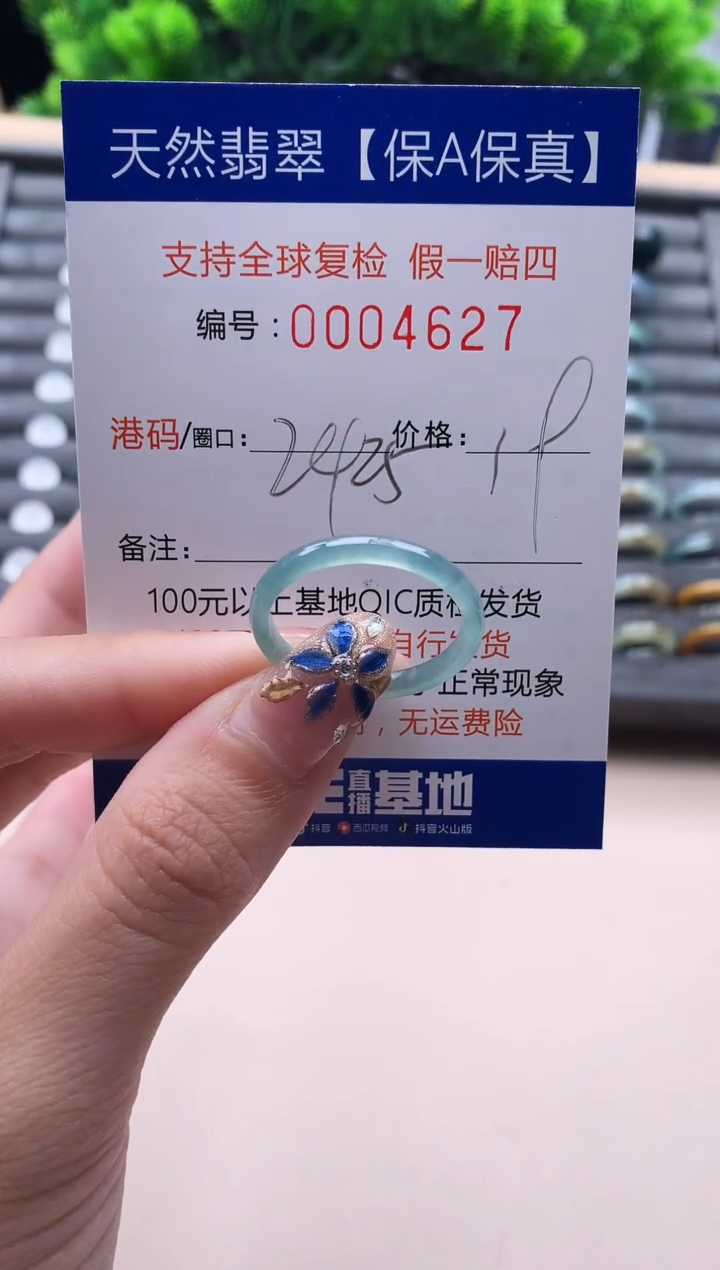 天然翡翠【保A保真】
支持全球复检 假一赔四
编号：0004627
港码/圈口： 24 25 价格： 19
备注：
100元以上基地QIC质检发货
自行发货
正常现象
，无运费险
直播基地
抖音 西瓜视频 抖音火山版